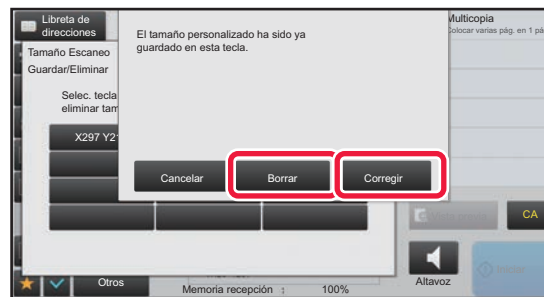 Libreta de
direcciones
Multicopia
Colocar varias pág. en 1 pá
El tamaño personalizado ha sido ya
guardado en esta tecla.
Tamaño Escaneo
Guardar/Eliminar
Selec. tecla
eliminar tam
X297 Y21
Cancelar
Borrar
Corregir
CA
Otros
Memoria recepción : 100%
Altavoz
Iniciar